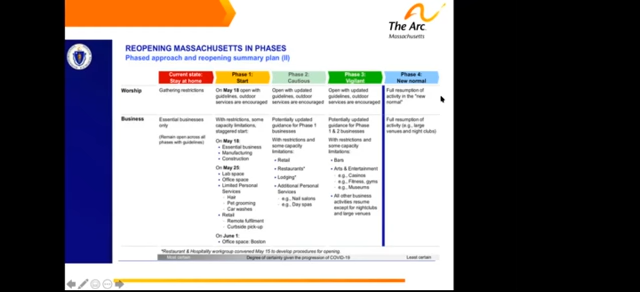 The Arc
Massachusetts
REOPENING MASSACHUSETTS IN PHASES
Phased approach and reopening summary plan (II)
Current state:
Stay at home
Phase 1:
Start
Phase 2:
Cautious
Phase 3:
Vigilant
Phase 4:
New normal
Worship
Gathering restrictions
On May 18 open with
guidelines, outdoor
services are encouraged
Open with updated
guidelines, outdoor
services are encouraged
Open with updated
guidelines, outdoor
services are encouraged
Full resumption of
activity in the "new
normal"
Business
Essential businesses
only
(Remain open across all
phases with guidelines)
With restrictions, some
capacity limitations,
staggered start:
On May 18:
• Essential business
• Manufacturing
• Construction
On May 25:
• Lab space
• Office space
• Limited Personal
Services
- Hair
- Pet grooming
- Car washes
• Retail
- Remote fulfilment
- Curbside pick-up
On June 1:
• Office space: Boston
Potentially updated
guidance for Phase 1
businesses
With restrictions and
some capacity
limitations:
• Retail
• Restaurants*
• Lodging*
• Additional Personal
Services
- e.g., Nail salons
- e.g., Day spas
Potentially updated
guidance for Phase
1 & 2 businesses
With restrictions and
some capacity
limitations:
• Bars
• Arts & Entertainment
- e.g., Casinos
- e.g., Fitness, gyms
- e.g., Museums
• All other business
activities resume
except for nightclubs
and large venues
Full resumption of
activity (e.g., large
venues and night clubs)
*Restaurant & Hospitality workgroup convened May 15 to develop procedures for opening.
Most certain
Degree of certainty given the progression of COVID-19
Least certain